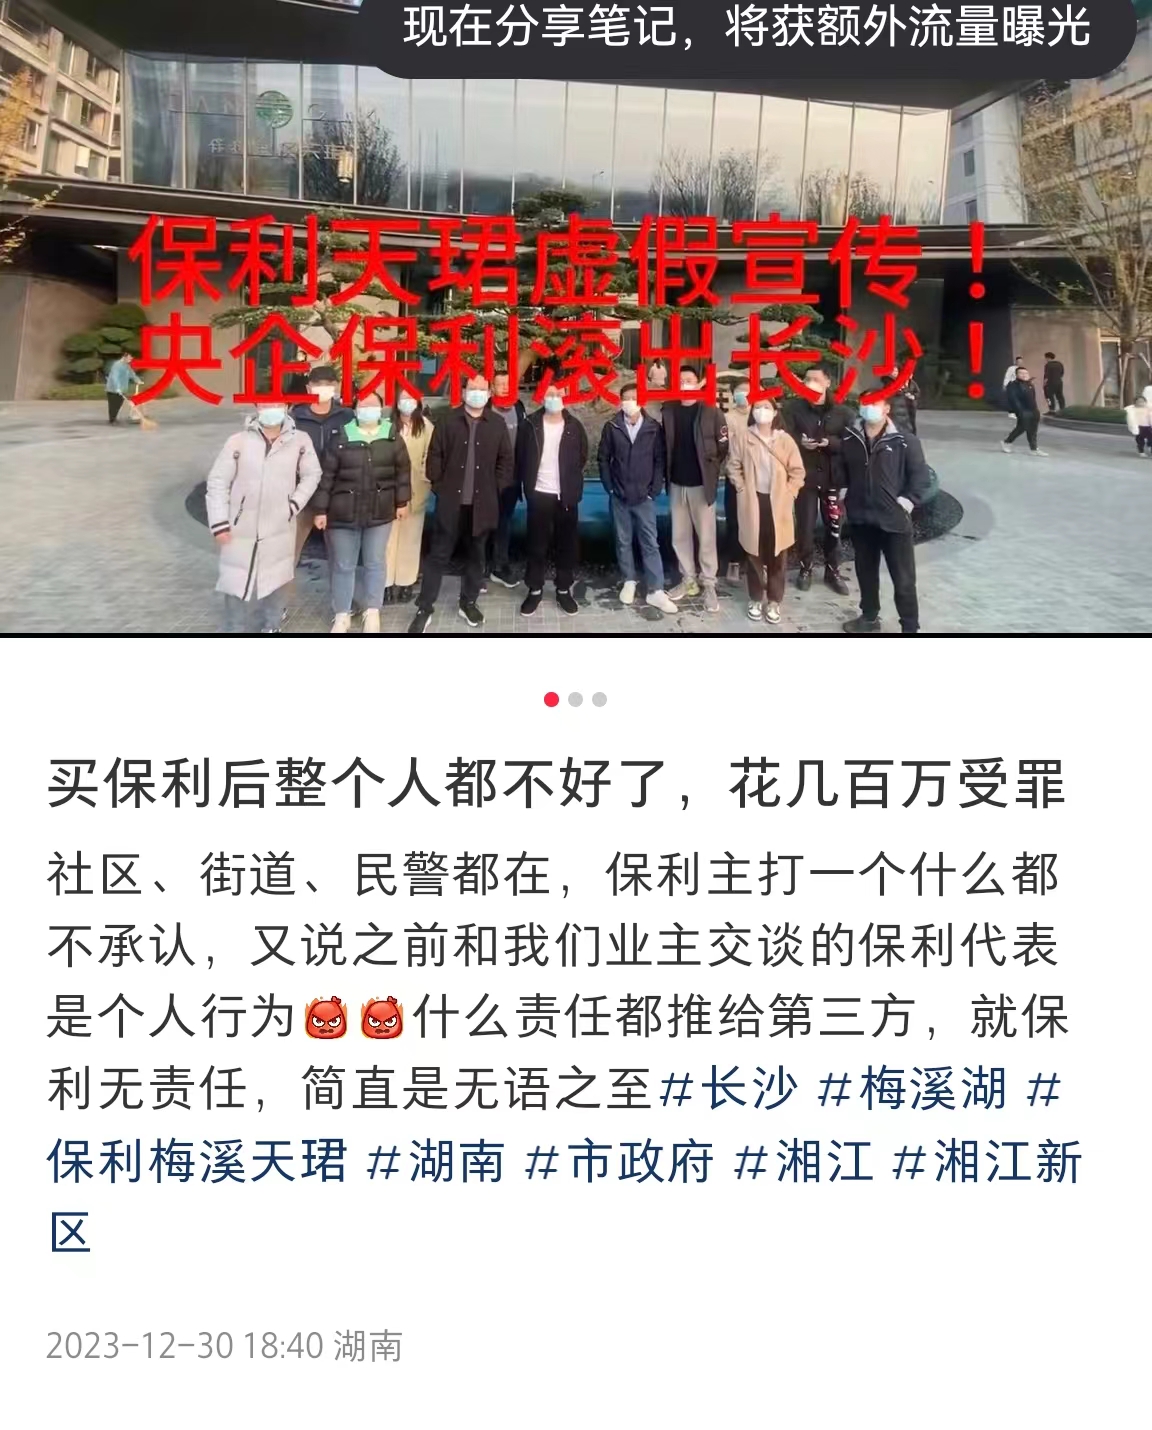 现在分享笔记，将获额外流量曝光
保利天珺虚假宣传！
央企保利滚出长沙！
买保利后整个人都不好了，花几百万受罪
社区、街道、民警都在，保利主打一个什么都
不承认，又说之前和我们业主交谈的保利代表
是个人行为👿👿什么责任都推给第三方，就保
利无责任，简直是无语之至#长沙 #梅溪湖 #
保利梅溪天珺 #湖南 #市政府 #湘江 #湘江新
区
2023-12-30 18:40 湖南